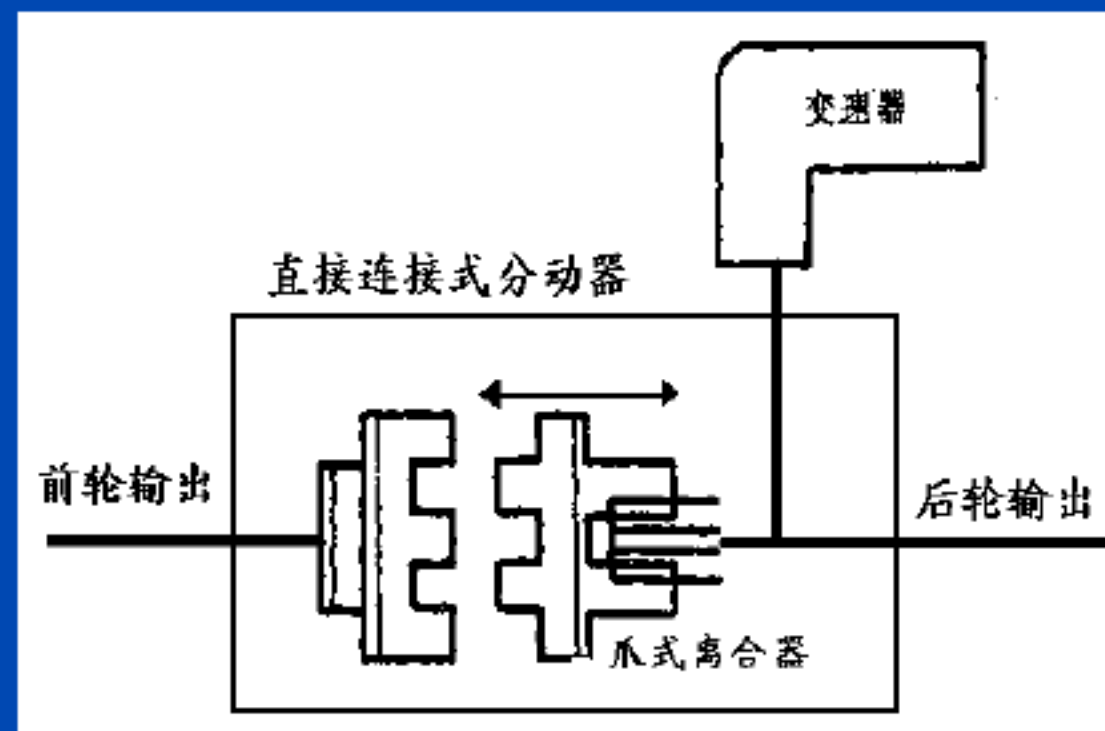 变速器
直接连接式分动器
前轮输出
后轮输出
爪式离合器